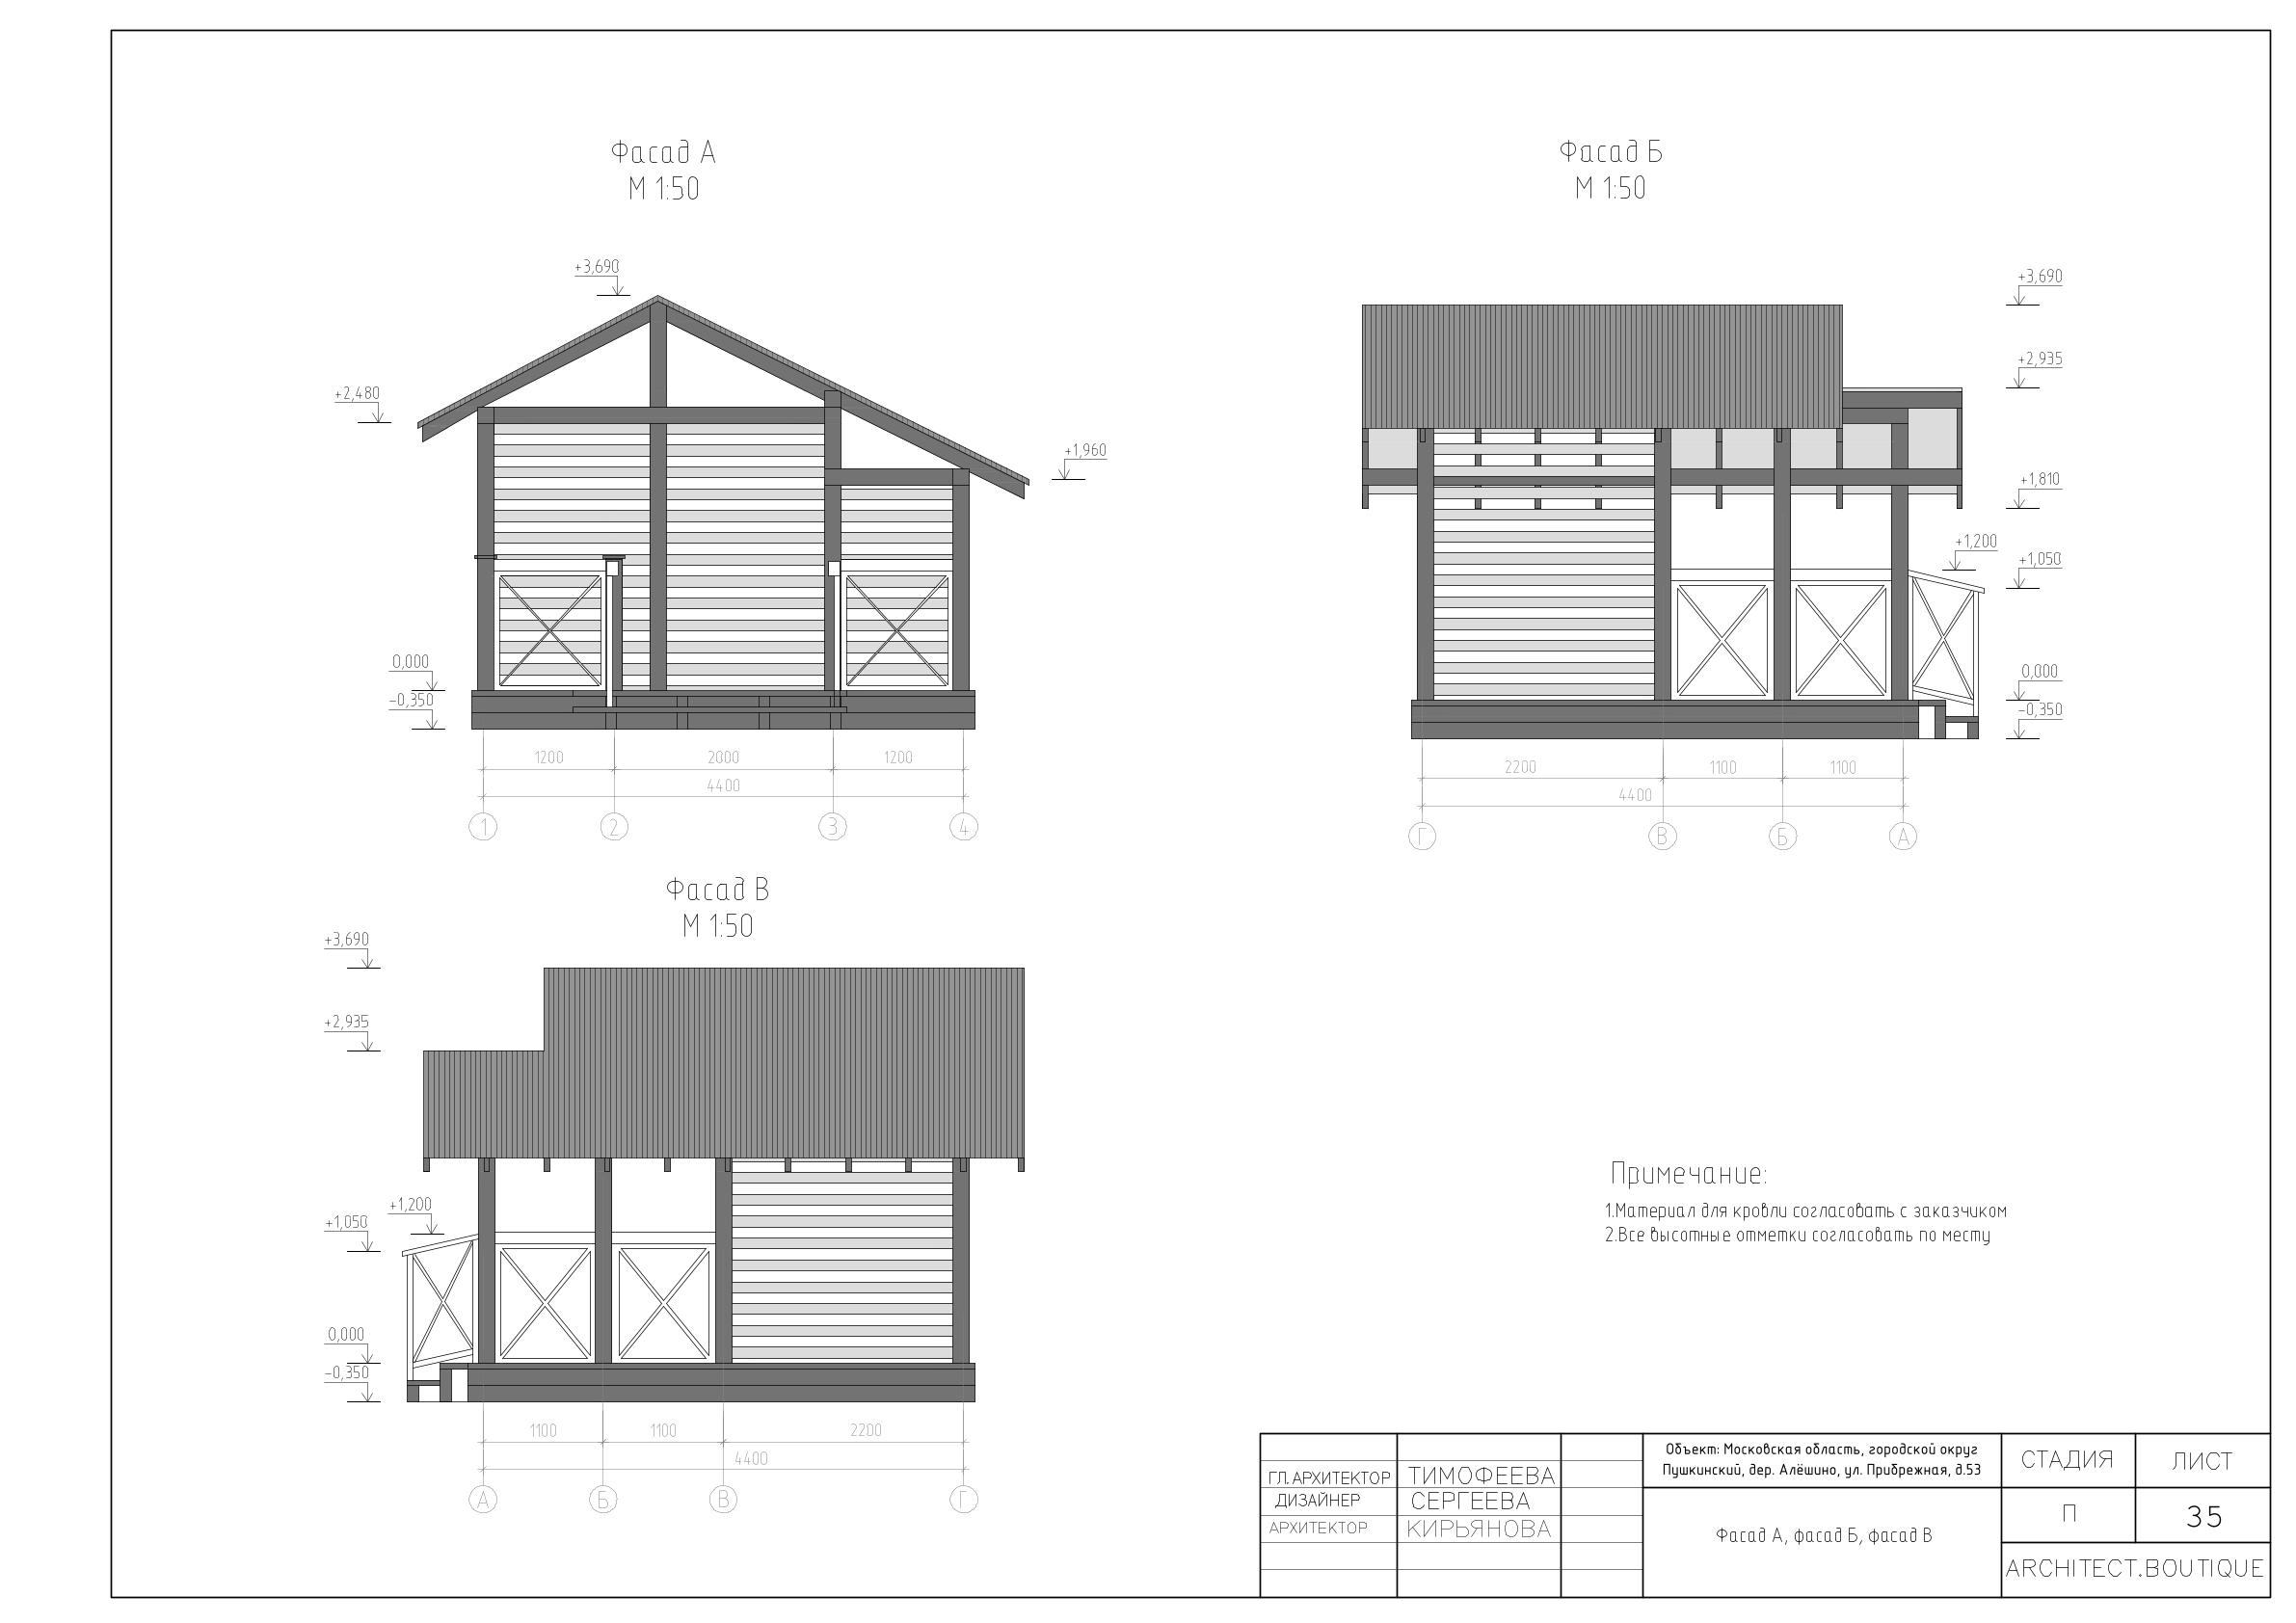 Фасад А
М 1:50
+3,690
+2,480
+1,960
0,000
-0,350
1200
2000
1200
4400
1
2
3
4
Фасад Б
М 1:50
+3,690
+2,935
+1,810
+1,200
+1,050
0,000
-0,350
2200
1100
1100
4400
Г
В
Б
А
Фасад В
М 1:50
+3,690
+2,935
+1,200
+1,050
0,000
-0,350
1100
1100
2200
4400
А
Б
В
Г
Примечание:
1.Материал для кровли согласовать с заказчиком
2.Все высотные отметки согласовать по месту
ГЛ. АРХИТЕКТОР ТИМОФЕЕВА
ДИЗАЙНЕР СЕРГЕЕВА
АРХИТЕКТОР КИРЬЯНОВА
Объект: Московская область, городской округ
Пушкинский, дер. Алёшино, ул. Прибрежная, д.53
Фасад А, фасад Б, фасад В
СТАДИЯ ЛИСТ
П 35
ARCHITECT.BOUTIQUE